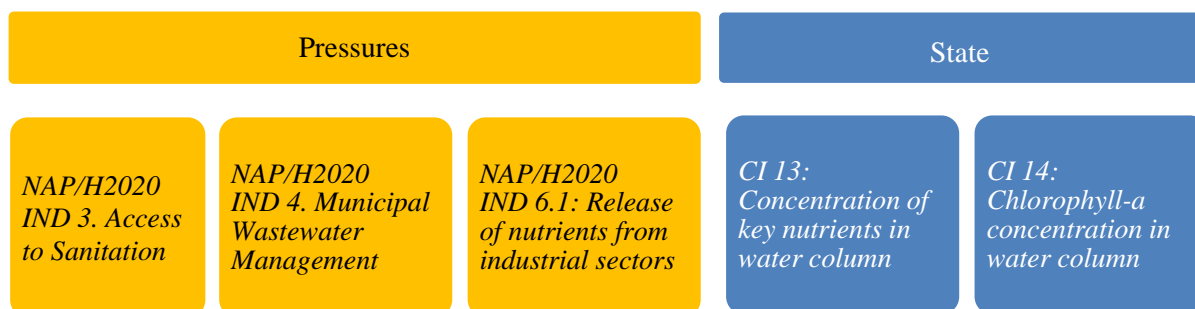 Pressures
State
NAP/H2020
IND 3. Access
to Sanitation
NAP/H2020
IND 4. Municipal
Wastewater
Management
NAP/H2020
IND 6.1: Release
of nutrients from
industrial sectors
CI 13:
Concentration of
key nutrients in
water column
CI 14:
Chlorophyll-a
concentration in
water column